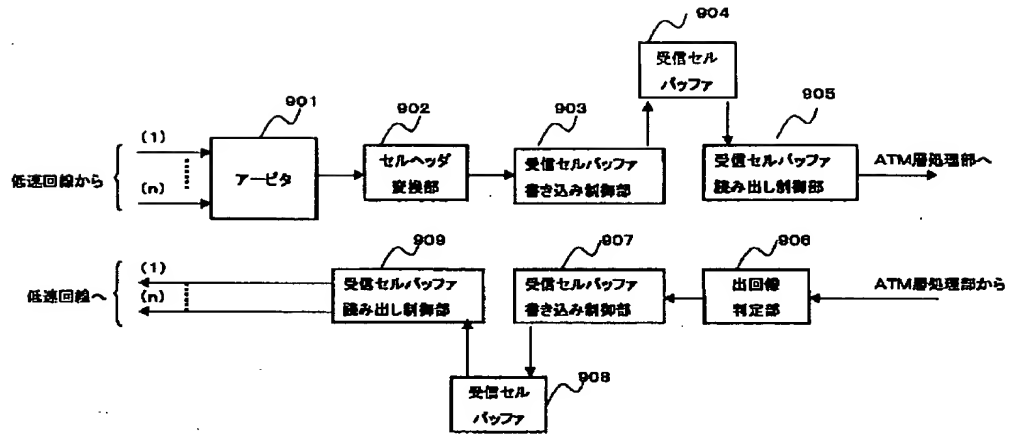 904
受信セル
バッファ
901
902
903
905
(1)
(n)
低速回線から
アービタ
セルヘッダ
変換部
受信セルバッファ
書き込み制御部
受信セルバッファ
読み出し制御部
ATM層処理部へ
909
907
906
(1)
(n)
低速回線へ
受信セルバッファ
読み出し制御部
受信セルバッファ
書き込み制御部
出回線
判定部
ATM層処理部から
受信セル
バッファ
908